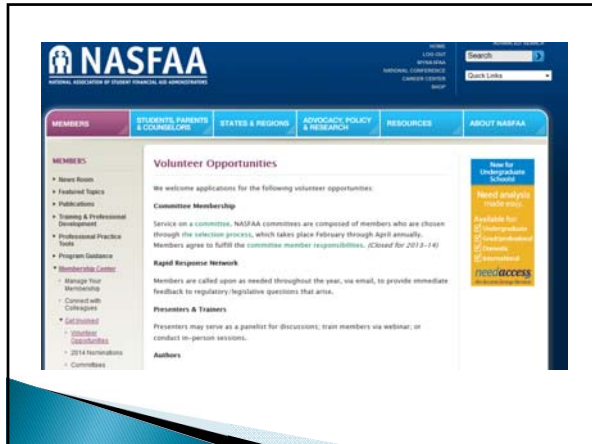 NASFAA
NATIONAL ASSOCIATION OF STUDENT FINANCIAL AID ADMINISTRATORS
HOME
LOG OUT
MYNASFAA
NATIONAL CONFERENCE
CAREER CENTER
SHOP
ADVANCED SEARCH
Search
Quick Links
MEMBERS
STUDENTS, PARENTS
& COUNSELORS
STATES & REGIONS
ADVOCACY, POLICY
& RESEARCH
RESOURCES
ABOUT NASFAA
MEMBERS
News Room
Featured Topics
Publications
Training & Professional
Development
Professional Practice
Tools
Program Guidance
Membership Center
Manage Your
Membership
Connect with
Colleagues
Get Involved
Volunteer
Opportunities
2014 Nominations
Committees
Volunteer Opportunities
We welcome applications for the following volunteer opportunities:
Committee Membership
Service on a committee. NASFAA committees are composed of members who are chosen
through the selection process, which takes place February through April annually.
Members agree to fulfill the committee member responsibilities. (Closed for 2013-14)
Rapid Response Network
Members are called upon as needed throughout the year, via email, to provide immediate
feedback to regulatory/legislative questions that arise.
Presenters & Trainers
Presenters may serve as a panelist for discussions; train members via webinar; or
conduct in-person sessions.
Authors
Now for
Undergraduate
Schools!
Need analysis
made easy.
Available for:
Undergraduate
Grad/professional
Domestic
International
needaccess